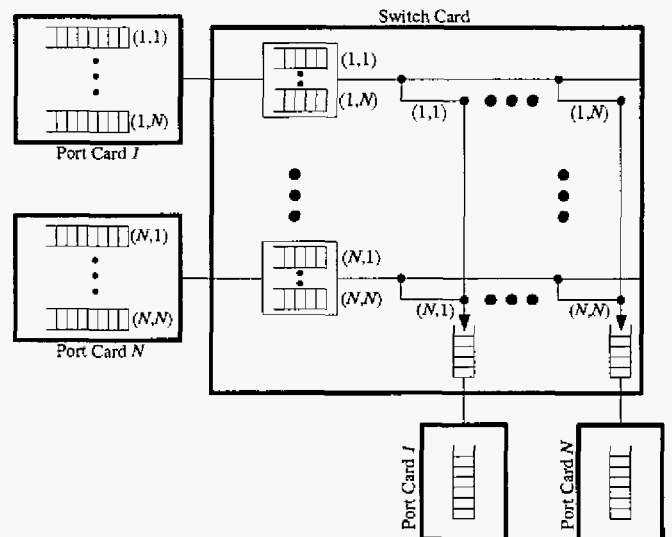 Switch Card
(1,1)
(1,N)
Port Card 1
(1,1)
(1,N)
(1,1)
(1,N)
(N,1)
(N,N)
Port Card N
(N,1)
(N,N)
(N,1)
(N,N)
Port Card 1
Port Card N